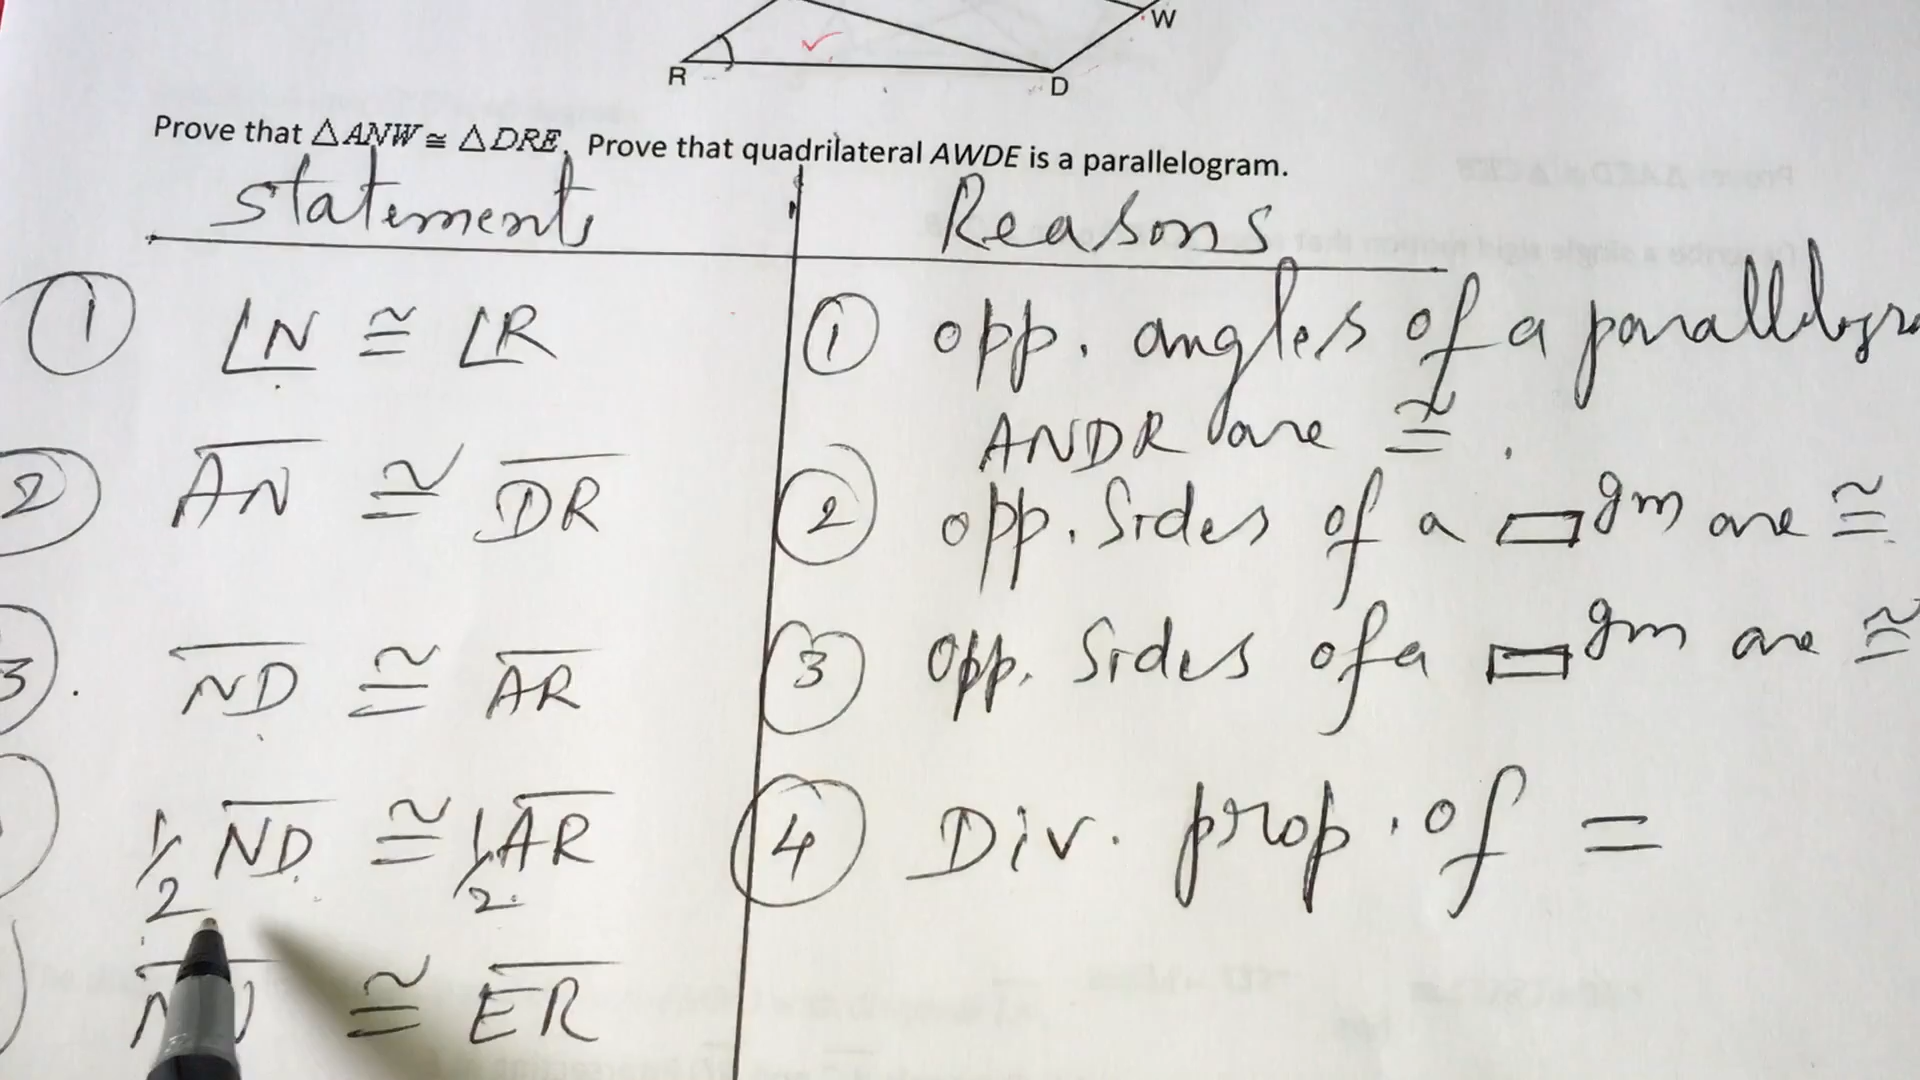 W
R
D
Prove that △ANW ≅ △DRE. Prove that quadrilateral AWDE is a parallelogram.
Statements Reasons
① ∠N ≅ ∠R ① opp. angles of a
ANDR are ≅.
② AN ≅ DR ② opp. Sides of a ▱gm are ≅
3. ND ≅ AR ③ Opp. Sides of a ▱gm are ≅
1/2 ND ≅ 1/2 AR ④ Div. prop. of =
≅ ER